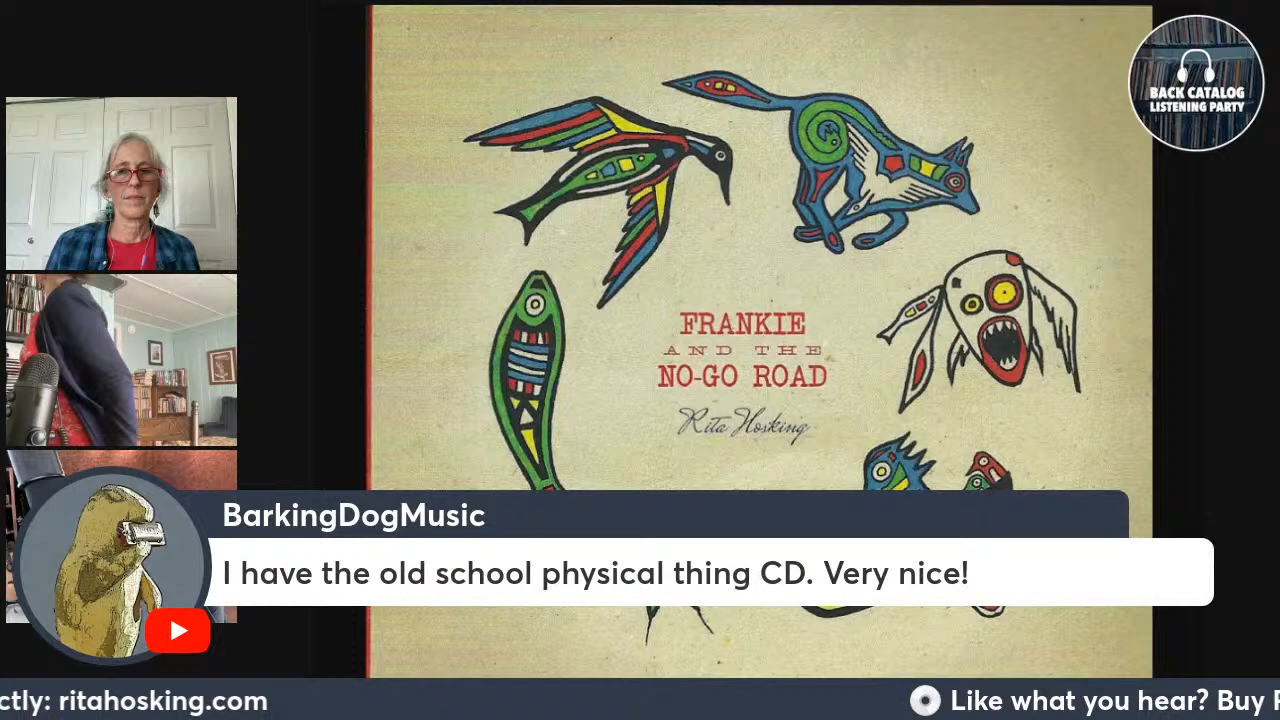 BACK CATALOG
LISTENING PARTY
FRANKIE
AND THE
NO-GO ROAD
Rita Hosking
BarkingDogMusic
I have the old school physical thing CD. Very nice!
ctly: ritahosking.com
Like what you hear? Buy